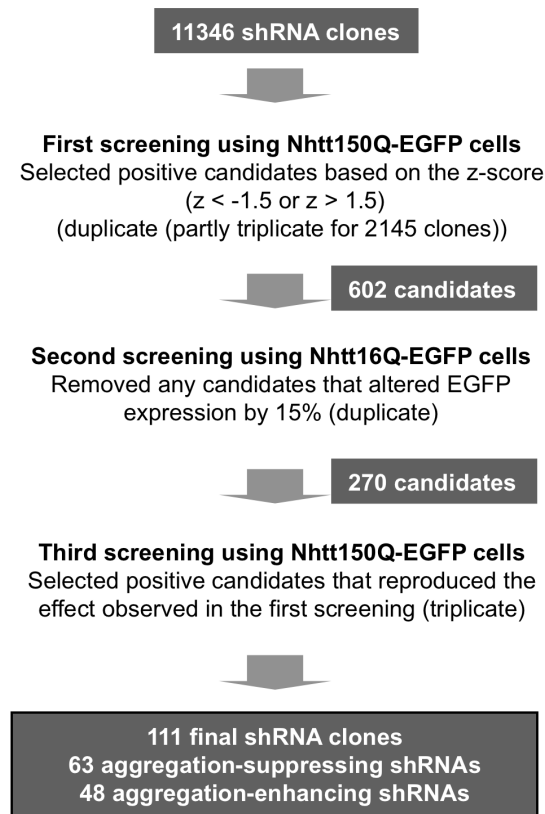 11346 shRNA clones
First screening using Nhtt150Q-EGFP cells
Selected positive candidates based on the z-score
(z < -1.5 or z > 1.5)
(duplicate (partly triplicate for 2145 clones))
602 candidates
Second screening using Nhtt16Q-EGFP cells
Removed any candidates that altered EGFP
expression by 15% (duplicate)
270 candidates
Third screening using Nhtt150Q-EGFP cells
Selected positive candidates that reproduced the
effect observed in the first screening (triplicate)
111 final shRNA clones
63 aggregation-suppressing shRNAs
48 aggregation-enhancing shRNAs